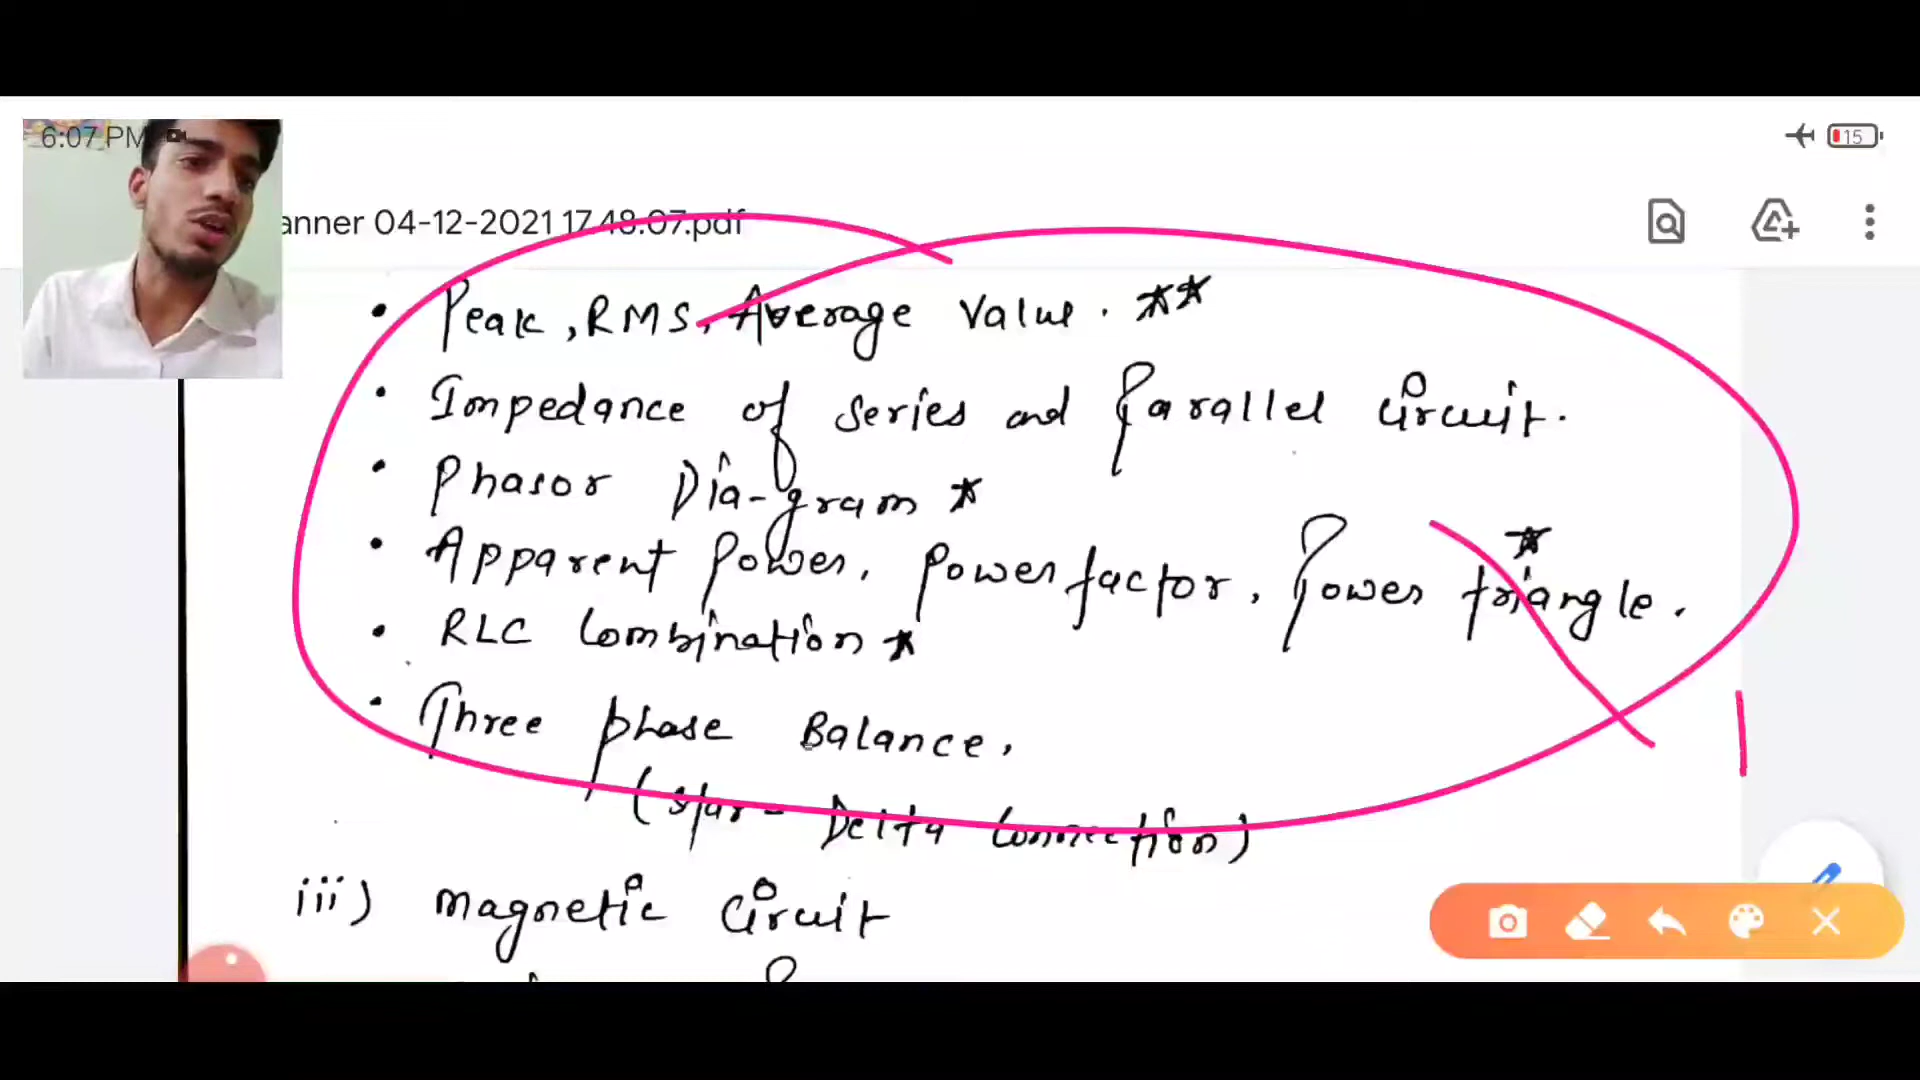 6:07 PM
15
anner 04-12-2021 17.48.07.pdf
• Peak, RMS, Average Value. **
• Impedance of series and Parallel Circuit.
• Phasor Dia-gram *
• Apparent Power, Power factor, Power triangle. *
• RLC Combination *
• Three phase Balance,
(Star - Delta Connection)
iii) magnetic Circuit